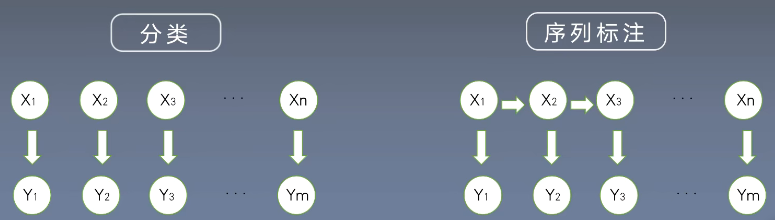 分类
序列标注
X1 X2 X3 ··· Xn X1 X2 X3 ··· Xn
Y1 Y2 Y3 ··· Ym Y1 Y2 Y3 ··· Ym